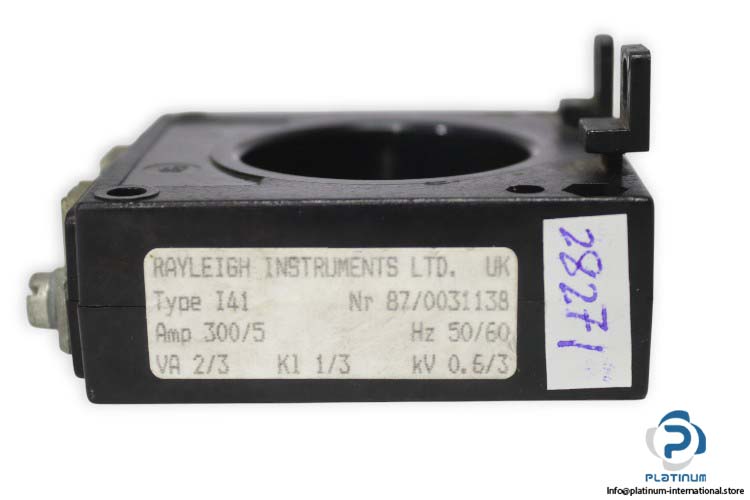 RAYLEIGH INSTRUMENTS LTD. UK
Type I41 Nr 87/0031138
Amp 300/5 Hz 50/60
VA 2/3 Kl 1/3 kV 0.6/3
28271
PLATINUM
Info@platinum-international.store